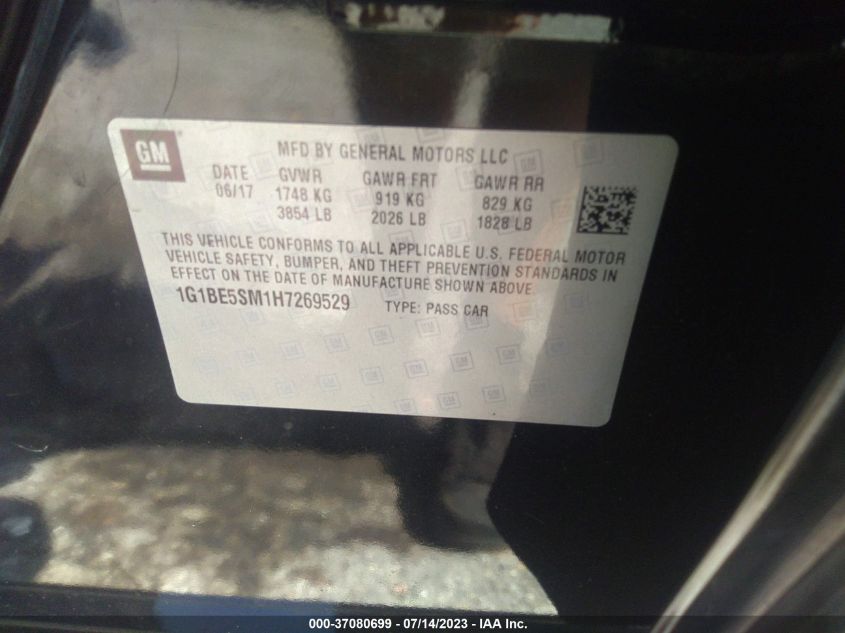 GM
MFD BY GENERAL MOTORS LLC
DATE GVWR GAWR FRT GAWR RR
06/17 1748 KG 919 KG 829 KG
3854 LB 2026 LB 1828 LB
THIS VEHICLE CONFORMS TO ALL APPLICABLE U.S. FEDERAL MOTOR
VEHICLE SAFETY, BUMPER, AND THEFT PREVENTION STANDARDS IN
EFFECT ON THE DATE OF MANUFACTURE SHOWN ABOVE
1G1BE5SM1H7269529 TYPE: PASS CAR
000-37080699 / 07/14/2023 - IAA Inc.